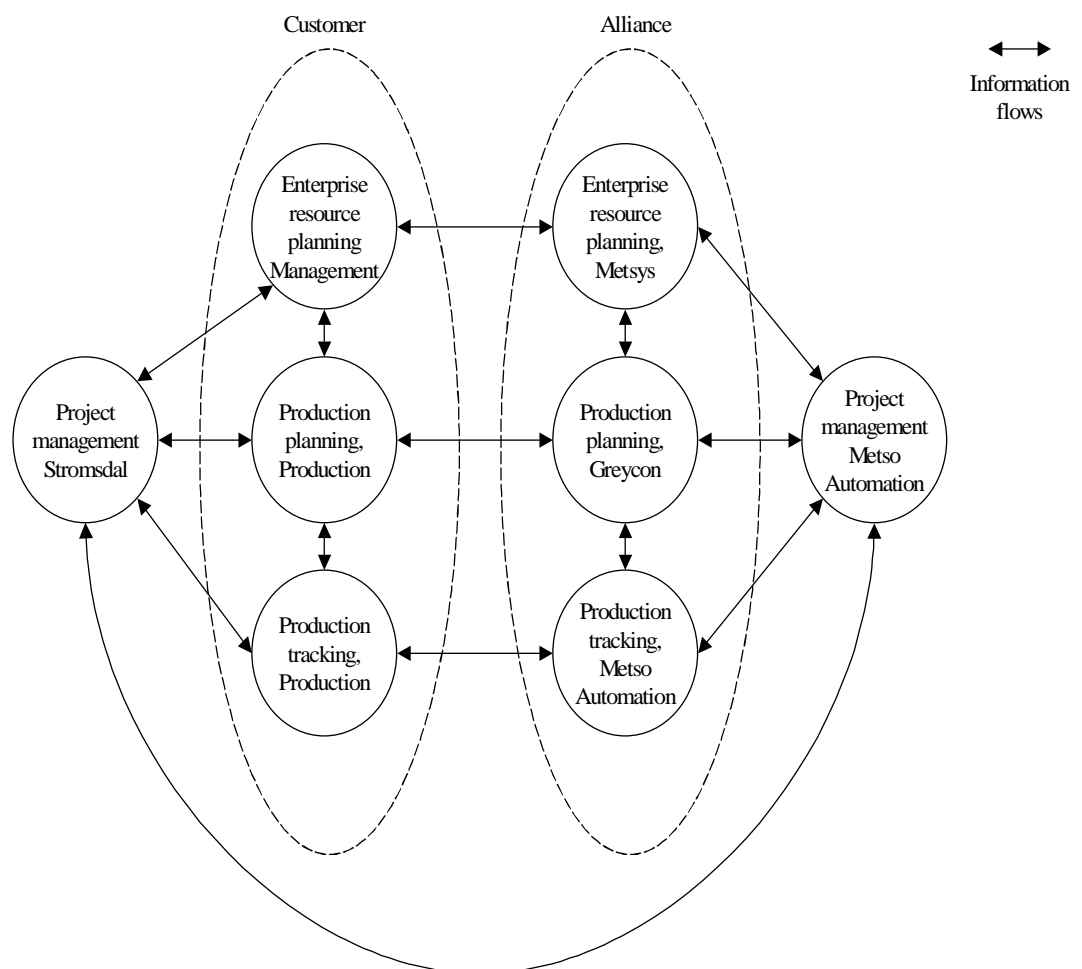 Customer
Alliance
Information
flows
Enterprise
resource
planning
Management
Enterprise
resource
planning,
Metsys
Project
management
Stromsdal
Production
planning,
Production
Production
planning,
Greycon
Project
management
Metso
Automation
Production
tracking,
Production
Production
tracking,
Metso
Automation